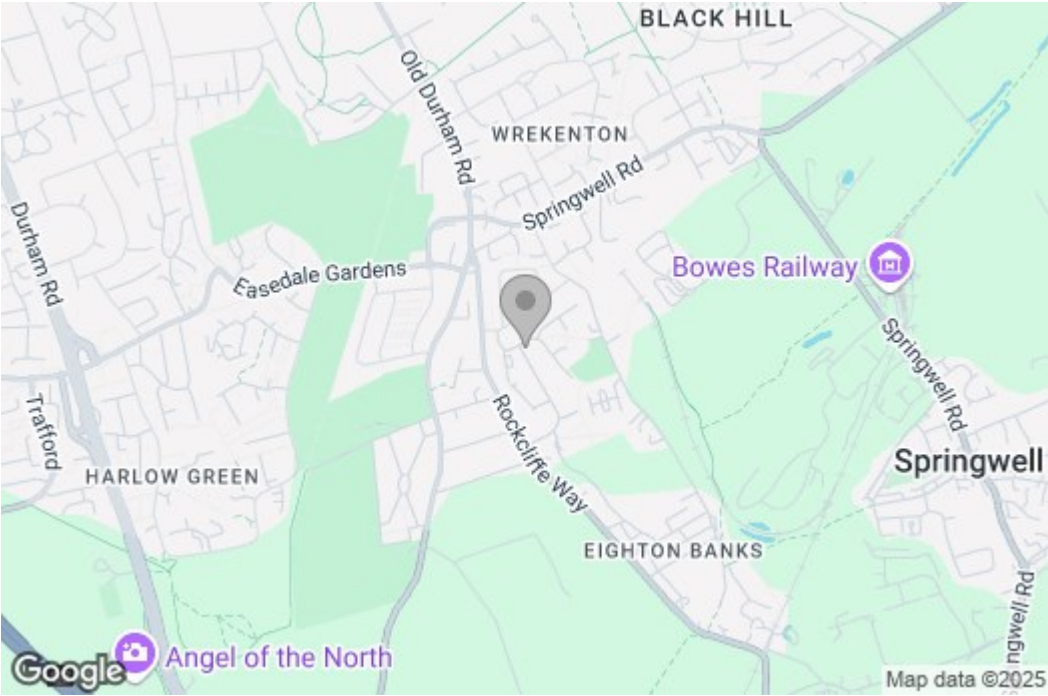 BLACK HILL
Old Durham Rd
WREKENTON
Springwell Rd
Durham Rd
Easedale Gardens
Bowes Railway
Springwell Rd
Trafford
Rockcliffe Way
HARLOW GREEN
Springwell
EIGHTON BANKS
ngwell Rd
Angel of the North
Google
Map data ©2025